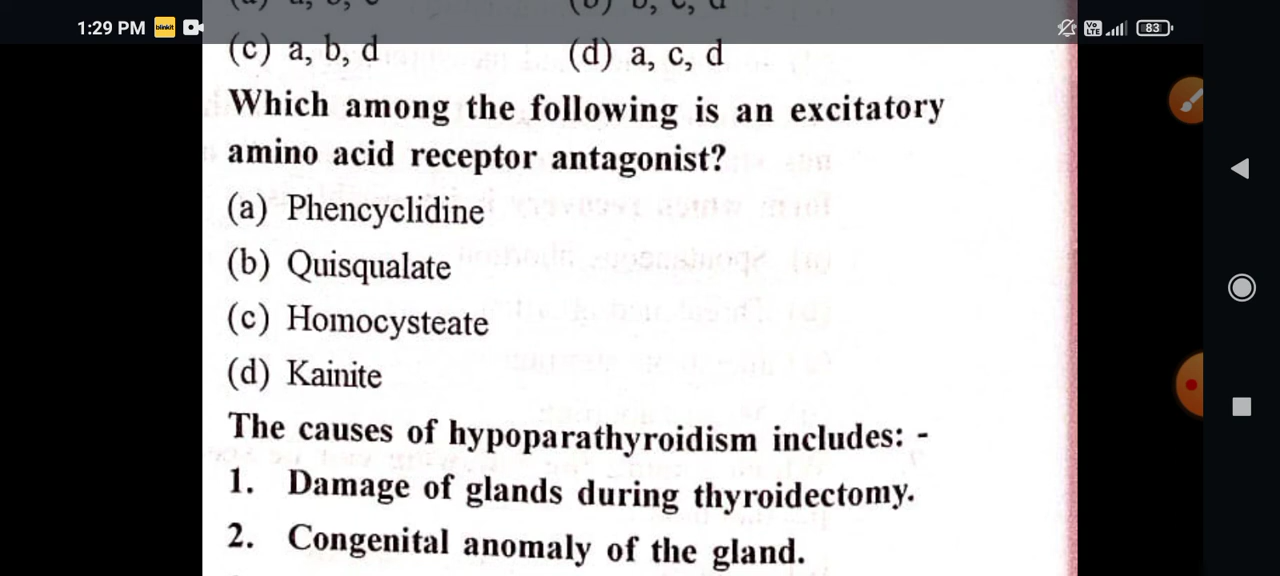 1:29 PM blinkit
83
(c) a, b, d (d) a, c, d
Which among the following is an excitatory
amino acid receptor antagonist?
(a) Phencyclidine
(b) Quisqualate
(c) Homocysteate
(d) Kainite
The causes of hypoparathyroidism includes: -
1. Damage of glands during thyroidectomy.
2. Congenital anomaly of the gland.